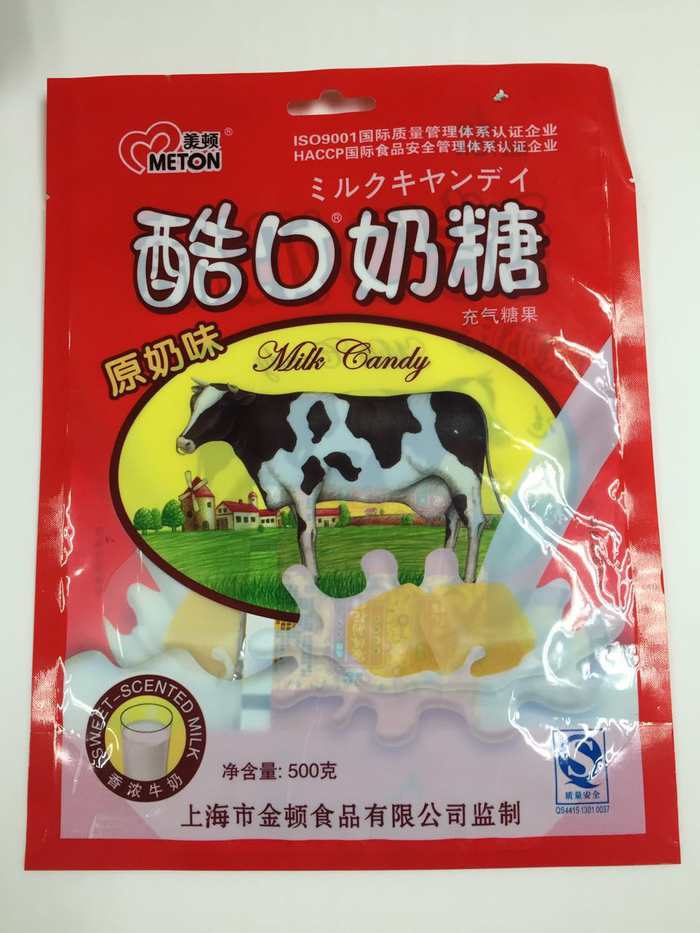 美顿®
METON
ISO9001国际质量管理体系认证企业
HACCP国际食品安全管理体系认证企业
ミルクキヤンデイ
酷口®奶糖
充气糖果
原奶味
Milk Candy
SWEET-SCENTED MILK
香浓牛奶
净含量: 500克
上海市金顿食品有限公司监制
质量安全
QS4415 1301 0037